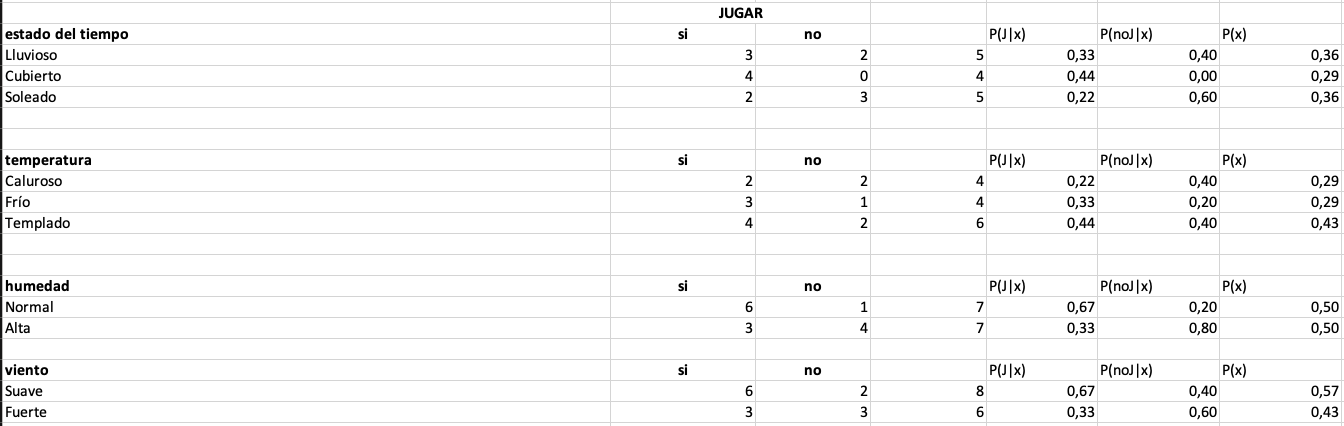 JUGAR
estado del tiempo si no P(J|x) P(noJ|x) P(x)
Lluvioso 3 2 5 0,33 0,40 0,36
Cubierto 4 0 4 0,44 0,00 0,29
Soleado 2 3 5 0,22 0,60 0,36
temperatura si no P(J|x) P(noJ|x) P(x)
Caluroso 2 2 4 0,22 0,40 0,29
Frío 3 1 4 0,33 0,20 0,29
Templado 4 2 6 0,44 0,40 0,43
humedad si no P(J|x) P(noJ|x) P(x)
Normal 6 1 7 0,67 0,20 0,50
Alta 3 4 7 0,33 0,80 0,50
viento si no P(J|x) P(noJ|x) P(x)
Suave 6 2 8 0,67 0,40 0,57
Fuerte 3 3 6 0,33 0,60 0,43